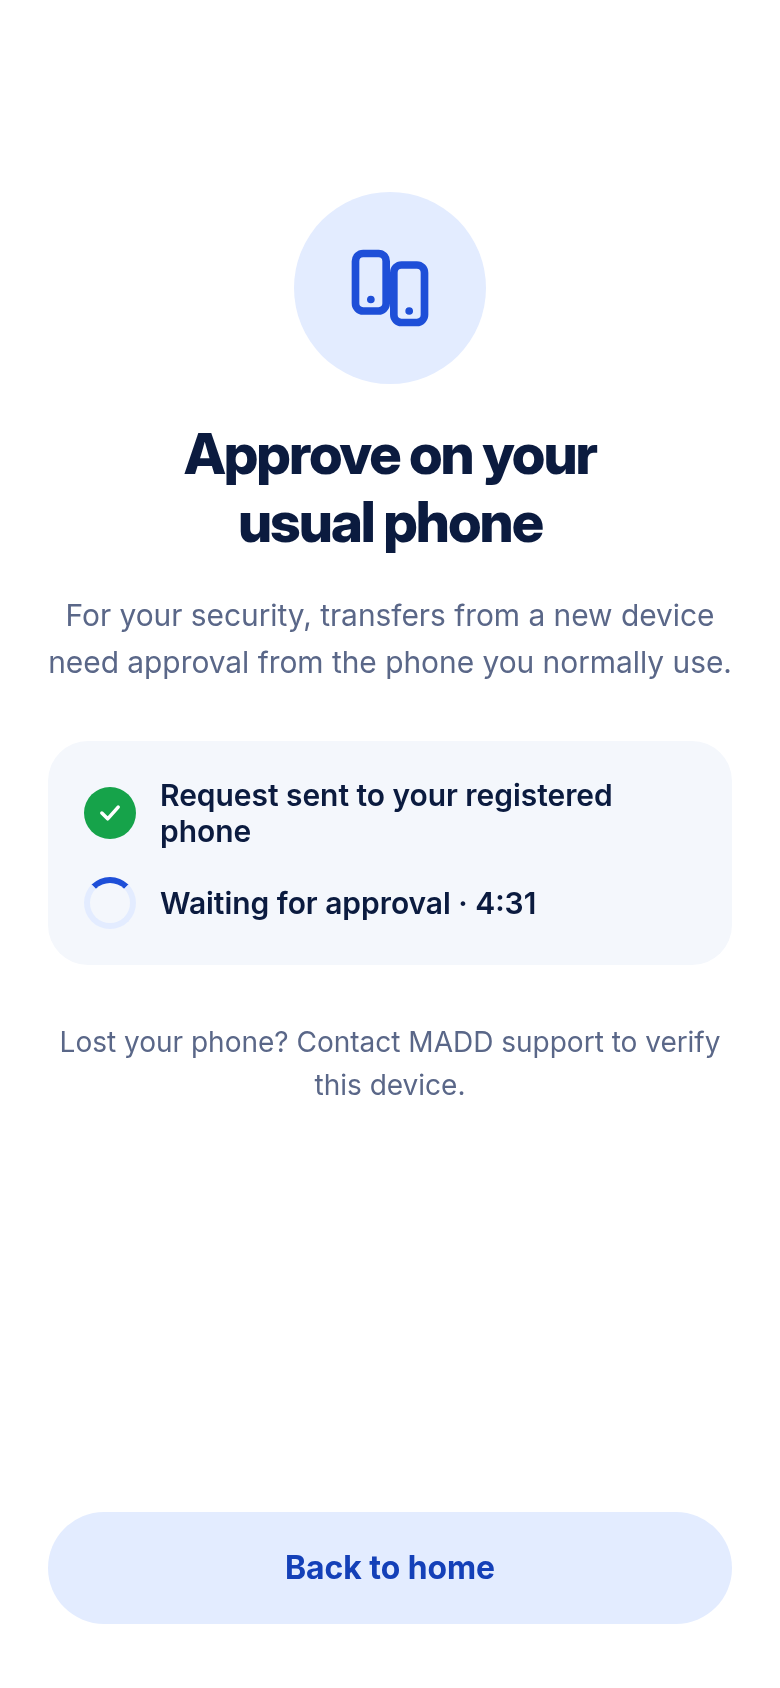 Approve on your
usual phone
For your security, transfers from a new device
need approval from the phone you normally use.
Request sent to your registered
phone
Waiting for approval · 4:31
Lost your phone? Contact MADD support to verify
this device.
Back to home